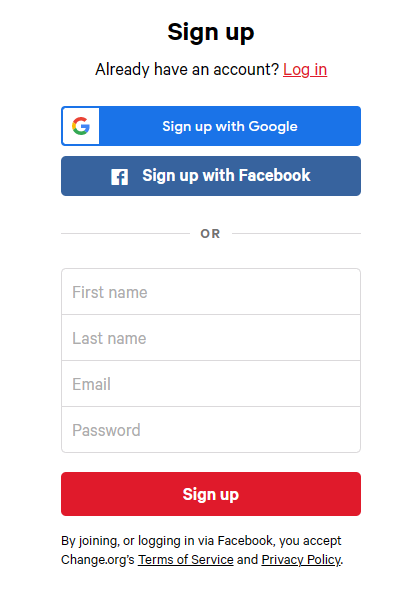 Sign up
Already have an account? Log in
Sign up with Google
Sign up with Facebook
OR
First name
Last name
Email
Password
Sign up
By joining, or logging in via Facebook, you accept
Change.org’s Terms of Service and Privacy Policy.